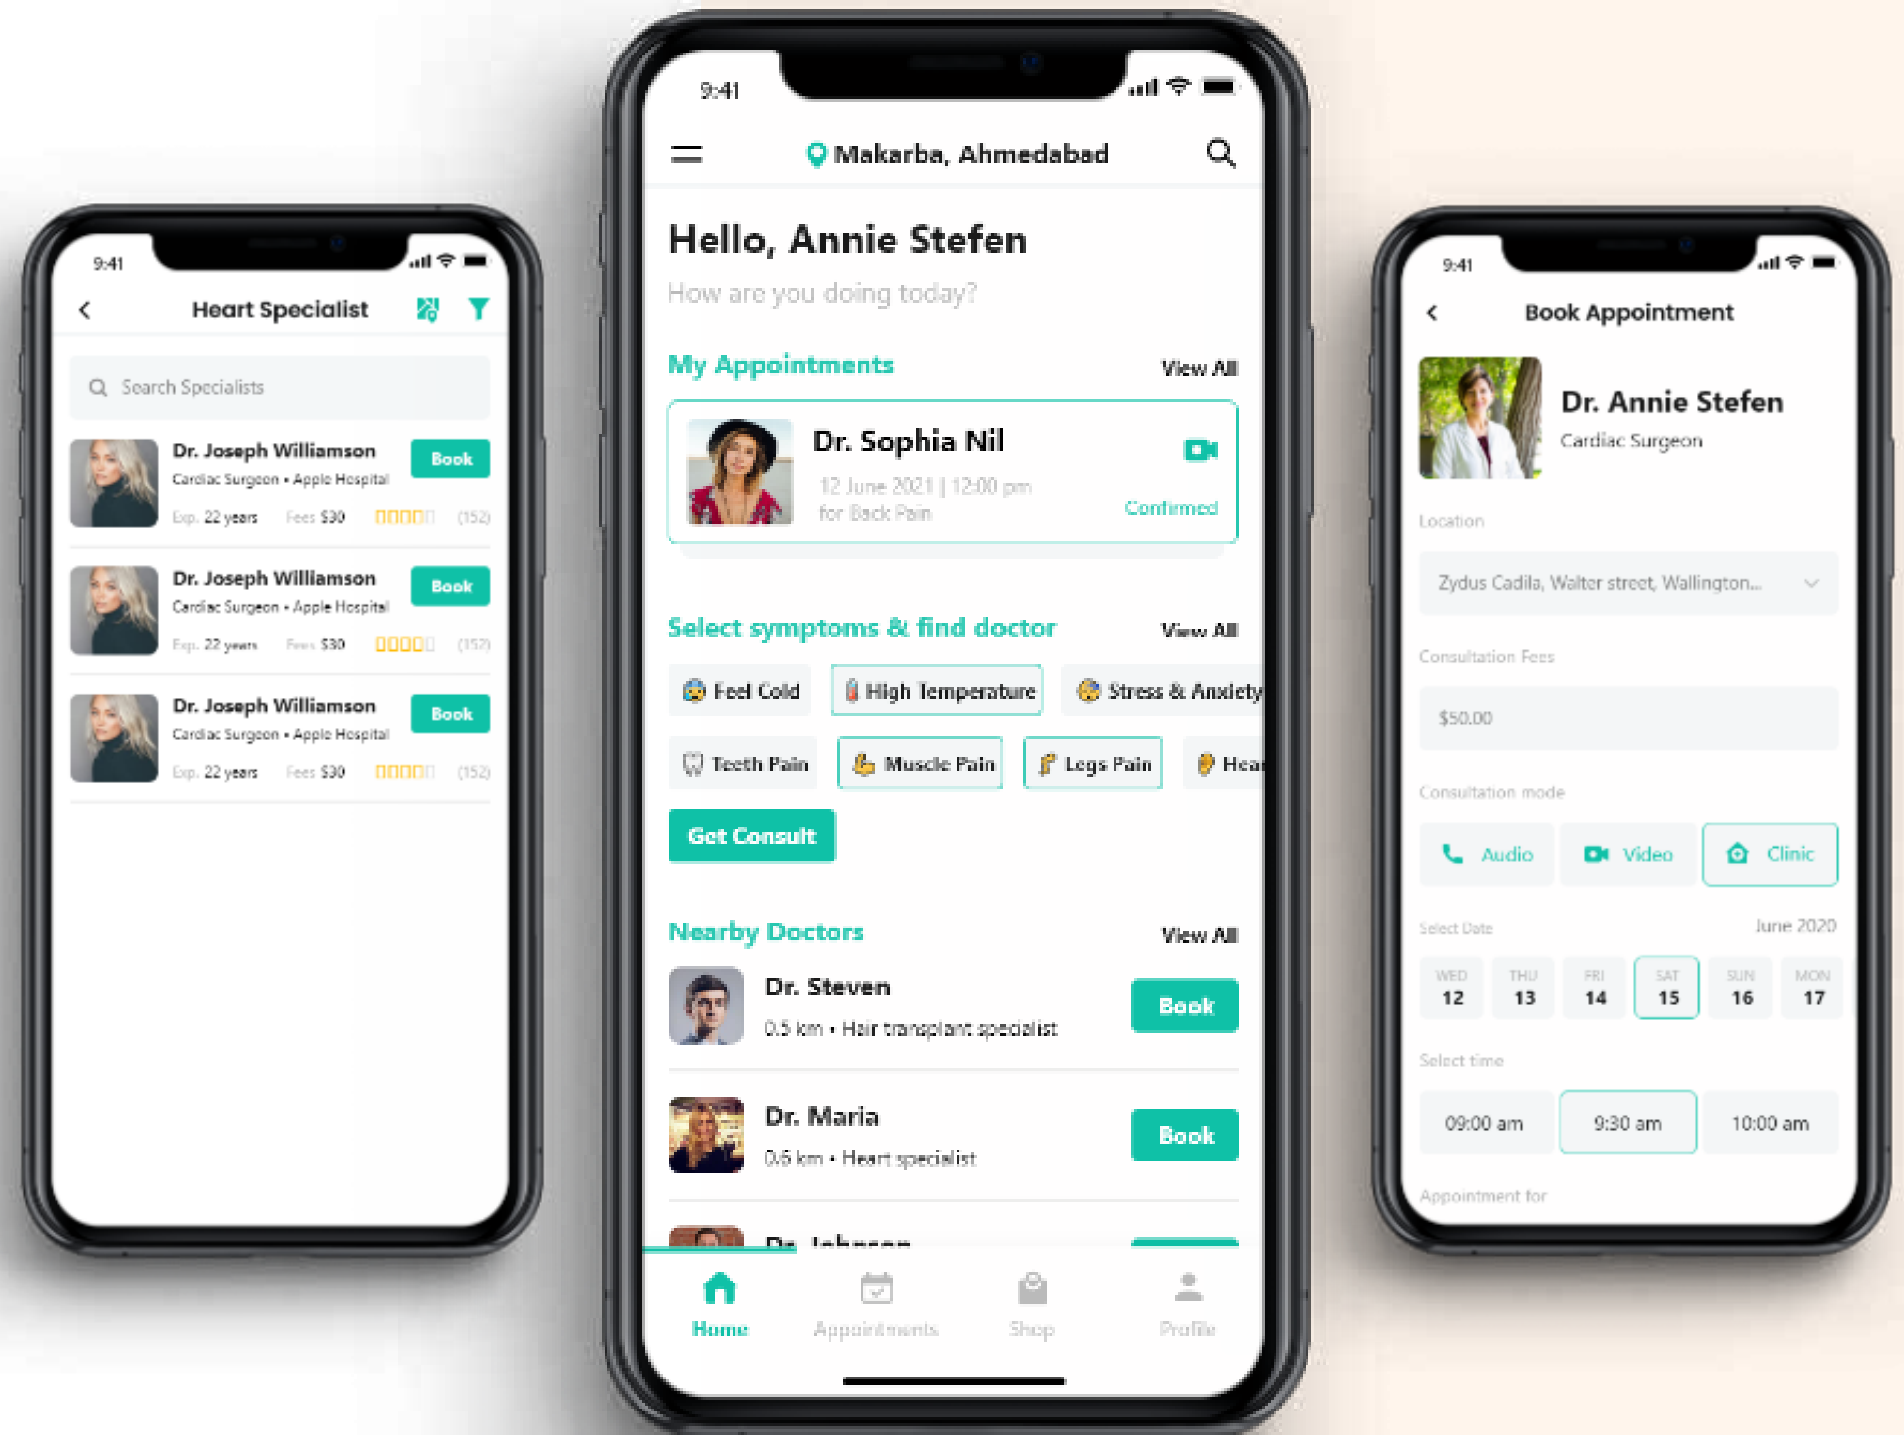 9:41
Heart Specialist
Search Specialists
Dr. Joseph Williamson
Book
Cardiac Surgeon • Apple Hospital
Exp. 22 years Fees $30 (152)
Dr. Joseph Williamson
Book
Cardiac Surgeon • Apple Hospital
Exp. 22 years Fees $30 (152)
Dr. Joseph Williamson
Book
Cardiac Surgeon • Apple Hospital
Exp. 22 years Fees $30 (152)
9:41
Makarba, Ahmedabad
Hello, Annie Stefen
How are you doing today?
My Appointments View All
Dr. Sophia Nil
12 June 2021 | 12:00 pm
for Back Pain
Confirmed
Select symptoms & find doctor View All
Feel Cold High Temperature Stress & Anxiety
Teeth Pain Muscle Pain Legs Pain Hea
Get Consult
Nearby Doctors View All
Dr. Steven
0.5 km • Hair transplant specialist
Book
Dr. Maria
0.6 km • Heart specialist
Book
Dr. Johnson
Home Appointments Shop Profile
9:41
Book Appointment
Dr. Annie Stefen
Cardiac Surgeon
Location
Zydus Cadila, Walter street, Wallington...
Consultation Fees
$50.00
Consultation mode
Audio Video Clinic
Select Date June 2020
WED THU FRI SAT SUN MON
12 13 14 15 16 17
Select time
09:00 am 9:30 am 10:00 am
Appointment for